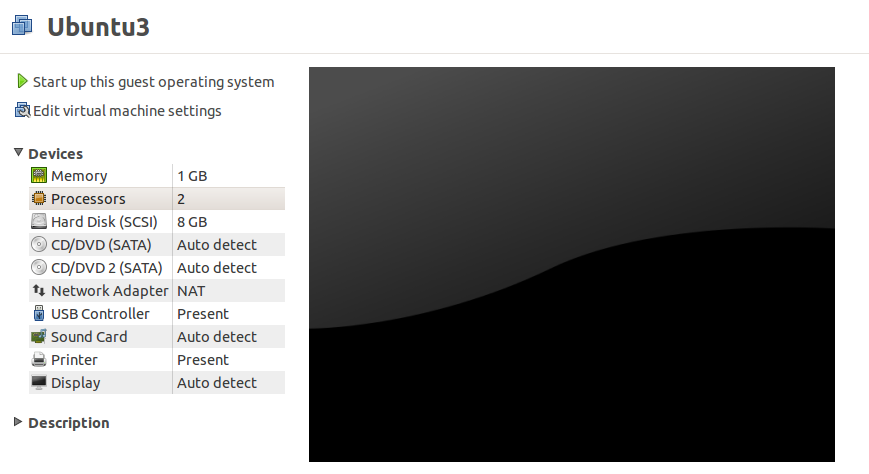 Ubuntu3
Start up this guest operating system
Edit virtual machine settings
Devices
Memory 1 GB
Processors 2
Hard Disk (SCSI) 8 GB
CD/DVD (SATA) Auto detect
CD/DVD 2 (SATA) Auto detect
Network Adapter NAT
USB Controller Present
Sound Card Auto detect
Printer Present
Display Auto detect
Description